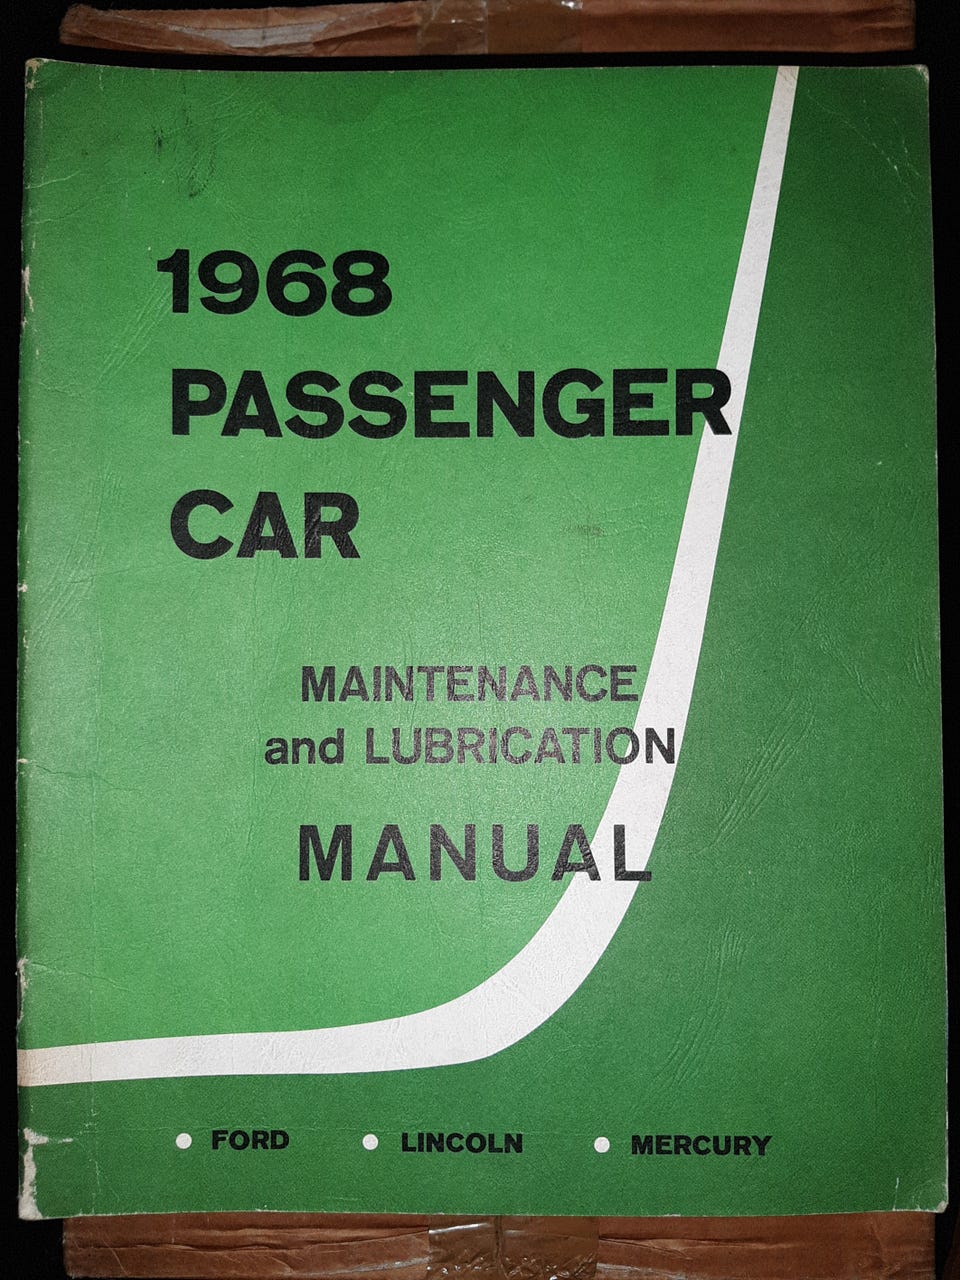 1968
PASSENGER
CAR
MAINTENANCE
and LUBRICATION
MANUAL
FORD LINCOLN MERCURY